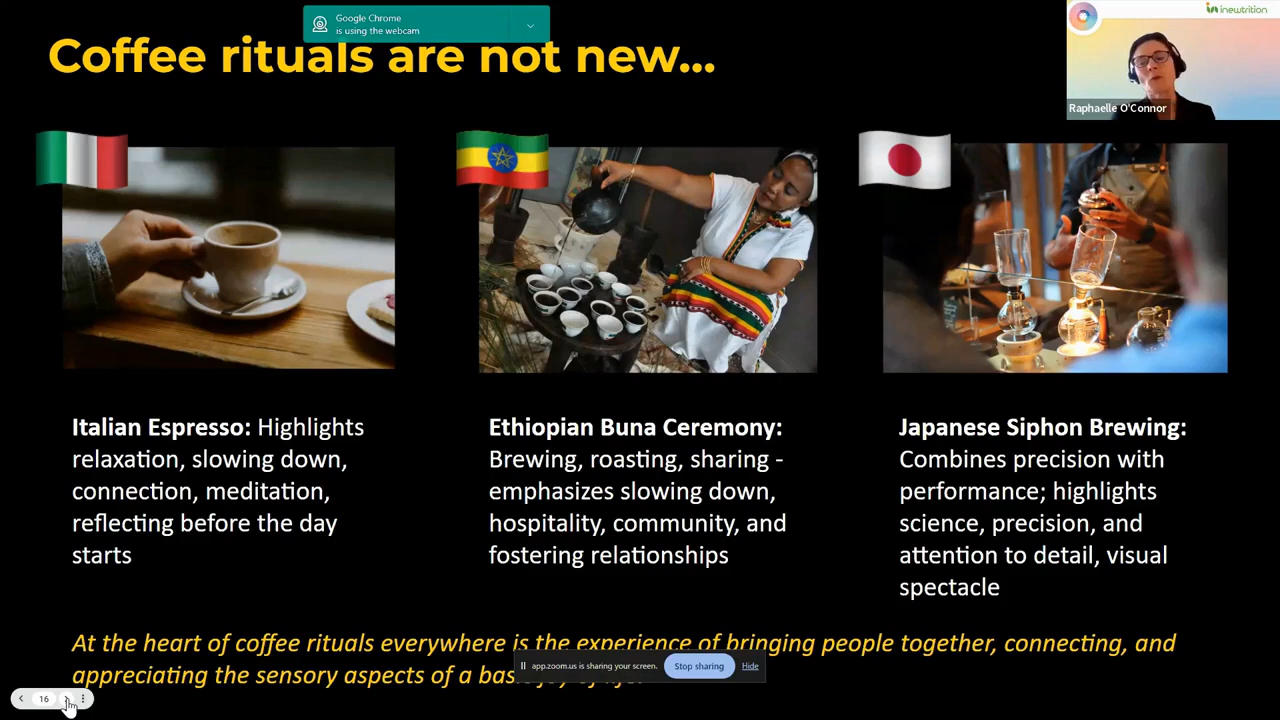 Google Chrome
is using the webcam
inewtrition
Coffee rituals are not new...
Raphaelle O'Connor
Italian Espresso: Highlights
relaxation, slowing down,
connection, meditation,
reflecting before the day
starts
Ethiopian Buna Ceremony:
Brewing, roasting, sharing -
emphasizes slowing down,
hospitality, community, and
fostering relationships
Japanese Siphon Brewing:
Combines precision with
performance; highlights
science, precision, and
attention to detail, visual
spectacle
At the heart of coffee rituals everywhere is the experience of bringing people together, connecting, and
appreciating the sensory aspects of a
app.zoom.us is sharing your screen.
Stop sharing
Hide
16